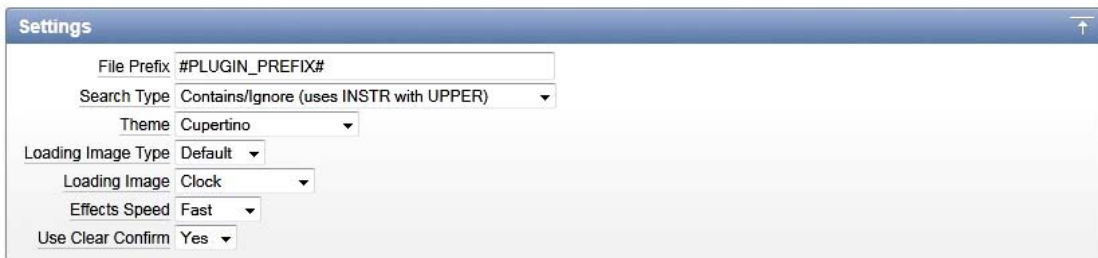 Settings
File Prefix #PLUGIN_PREFIX#
Search Type Contains/Ignore (uses INSTR with UPPER)
Theme Cupertino
Loading Image Type Default
Loading Image Clock
Effects Speed Fast
Use Clear Confirm Yes